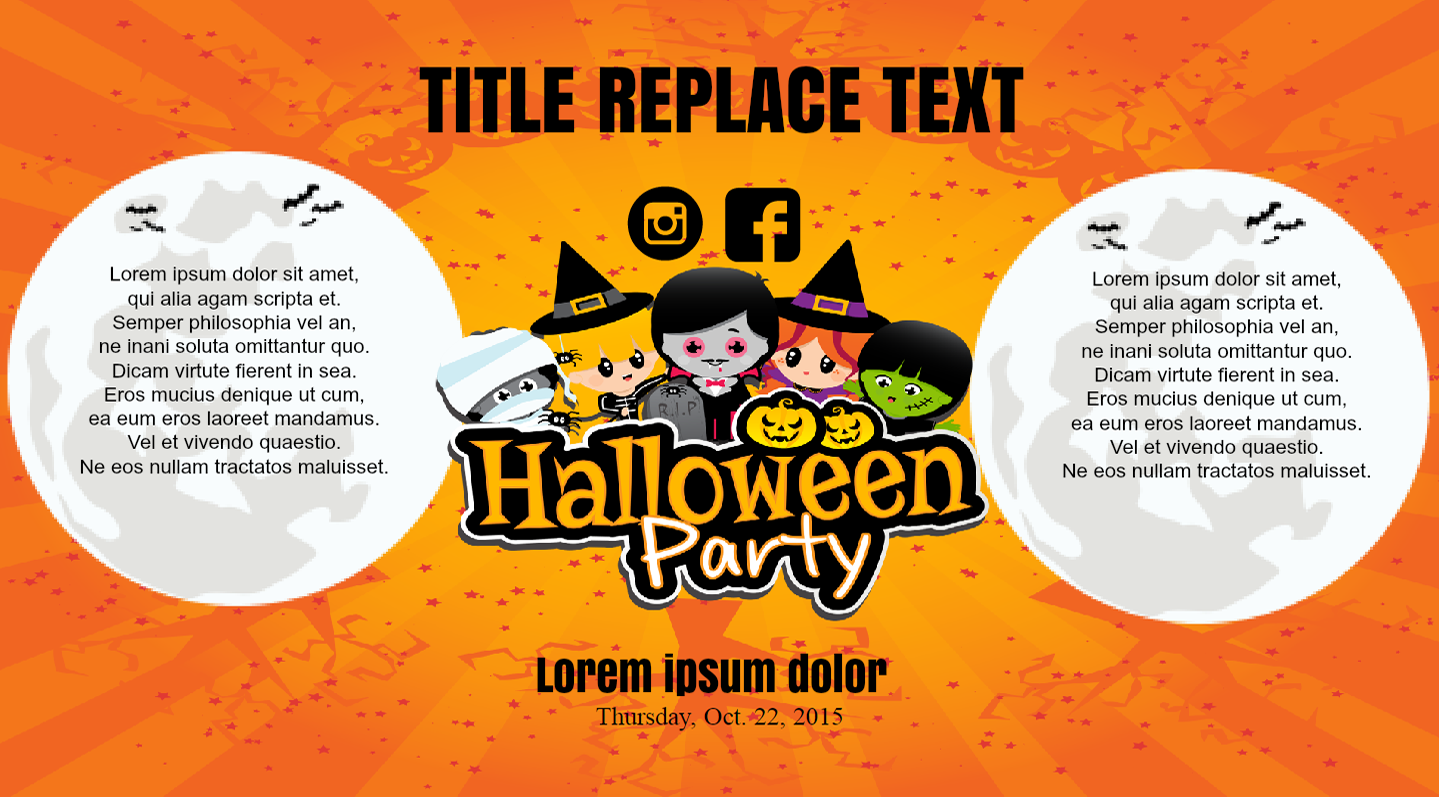 TITLE REPLACE TEXT
Lorem ipsum dolor sit amet,
qui alia agam scripta et.
Semper philosophia vel an,
ne inani soluta omittantur quo.
Dicam virtute fierent in sea.
Eros mucius denique ut cum,
ea eum eros laoreet mandamus.
Vel et vivendo quaestio.
Ne eos nullam tractatos maluisset.
R.I.P
Halloween
Party
Lorem ipsum dolor sit amet,
qui alia agam scripta et.
Semper philosophia vel an,
ne inani soluta omittantur quo.
Dicam virtute fierent in sea.
Eros mucius denique ut cum,
ea eum eros laoreet mandamus.
Vel et vivendo quaestio.
Ne eos nullam tractatos maluisset.
Lorem ipsum dolor
Thursday, Oct. 22, 2015